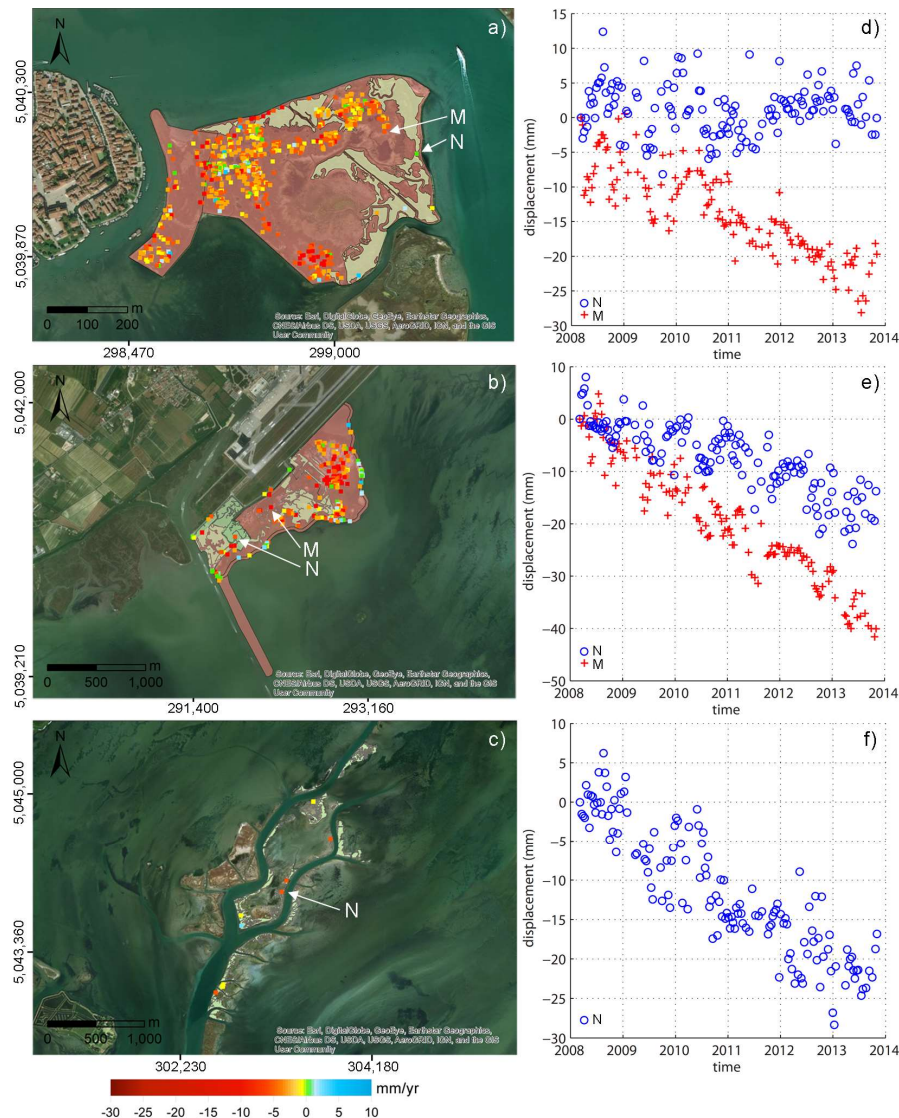 N
a)
M
N
5,040,300
5,039,870
0 100 200 m
Source: Esri, DigitalGlobe, GeoEye, Earthstar Geographics,
CNES/Airbus DS, USDA, USGS, AeroGRID, IGN, and the GIS
User Community
298,470 299,000
d)
displacement (mm)
15
10
5
0
−5
−10
−15
−20
−25
−30
N
M
2008 2009 2010 2011 2012 2013 2014
time
N
b)
M
N
5,042,000
5,039,210
0 500 1,000 m
Source: Esri, DigitalGlobe, GeoEye, Earthstar Geographics,
CNES/Airbus DS, USDA, USGS, AeroGRID, IGN, and the GIS
User Community
291,400 293,160
e)
displacement (mm)
10
0
−10
−20
−30
−40
−50
N
M
2008 2009 2010 2011 2012 2013 2014
time
N
c)
N
5,045,000
5,043,360
0 500 1,000 m
Source: Esri, DigitalGlobe, GeoEye, Earthstar Geographics,
CNES/Airbus DS, USDA, USGS, AeroGRID, IGN, and the GIS
User Community
302,230 304,180
f)
displacement (mm)
10
5
0
−5
−10
−15
−20
−25
−30
N
2008 2009 2010 2011 2012 2013 2014
time
mm/yr
-30 -25 -20 -15 -10 -5 0 5 10